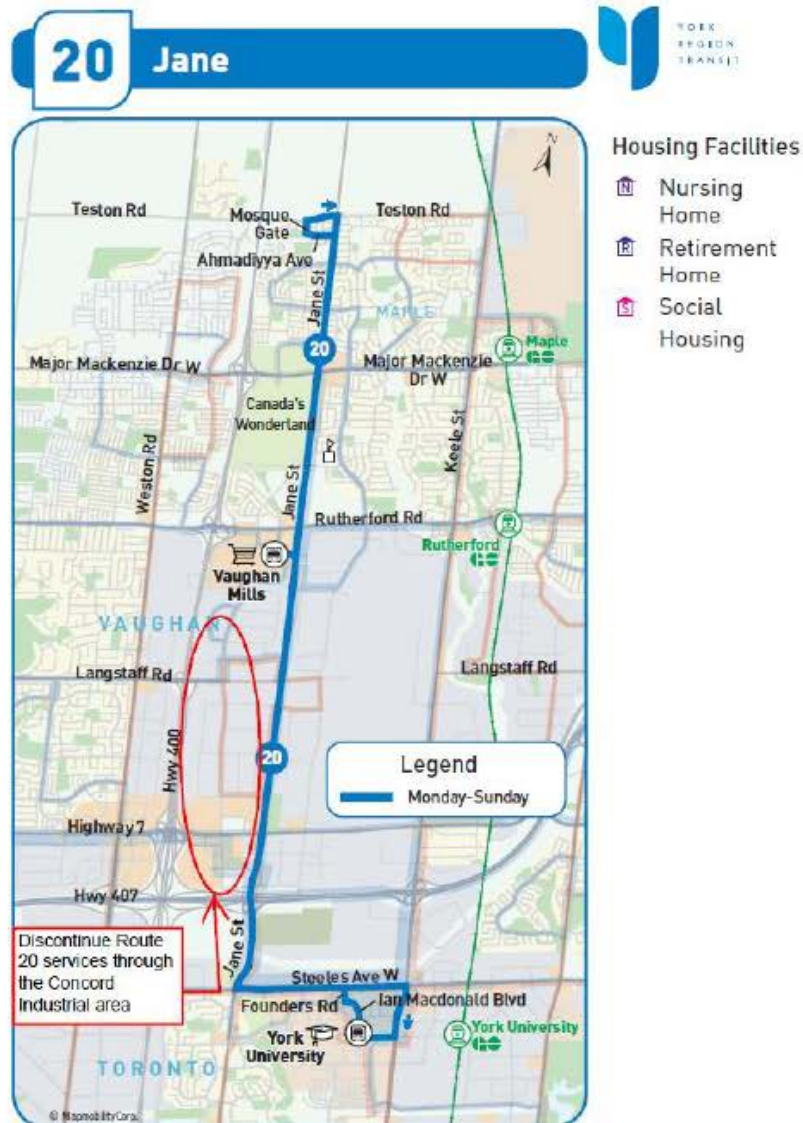 20 Jane
YORK
REGION
TRANSIT
Housing Facilities
N Nursing
Home
R Retirement
Home
S Social
Housing
N
Teston Rd
Mosque
Gate
Teston Rd
Ahmadiyya Ave
Jane St
MAPLE
20
Maple
GO
Major Mackenzie Dr W
Major Mackenzie
Dr W
Canada's
Wonderland
Weston Rd
Keele St
Jane St
Rutherford Rd
Rutherford
GO
Vaughan
Mills
VAUGHAN
Langstaff Rd
Langstaff Rd
Hwy 400
20
Legend
Monday-Sunday
Highway 7
Hwy 407
Discontinue Route
20 services through
the Concord
Industrial area
Jane St
Steeles Ave W
Founders Rd
Ian Macdonald Blvd
York
University
York University
GO
TORONTO
© MapmobilityCorp.